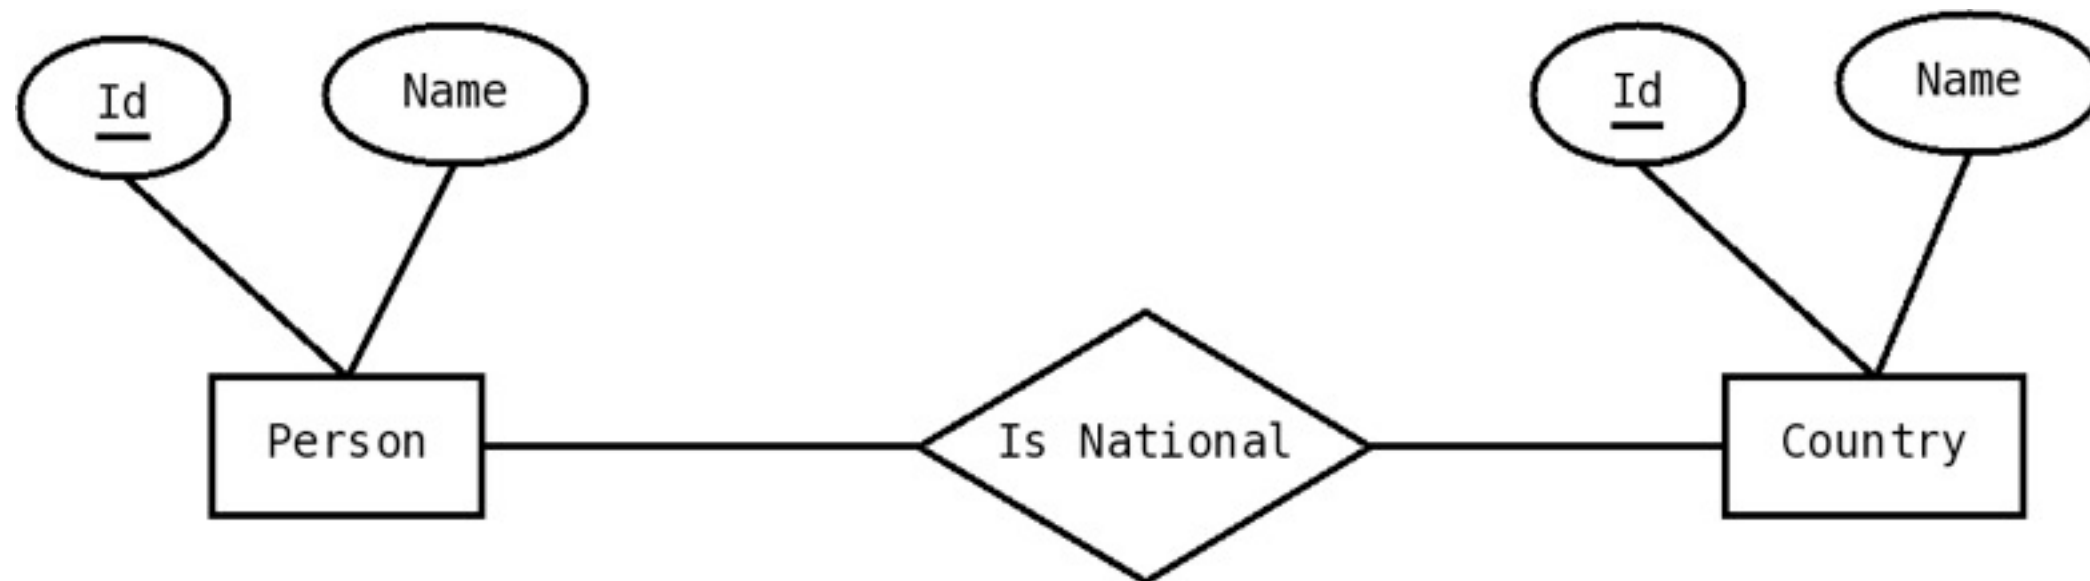 Id
Name
Id
Name
Person
Is National
Country